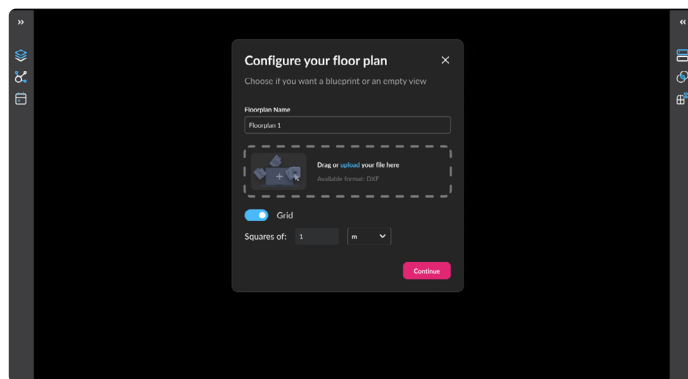 Configure your floor plan
Choose if you want a blueprint or an empty view
Floorplan Name
Floorplan 1
Drag or upload your file here
Available format: DXF
Grid
Squares of:
1
m
Continue